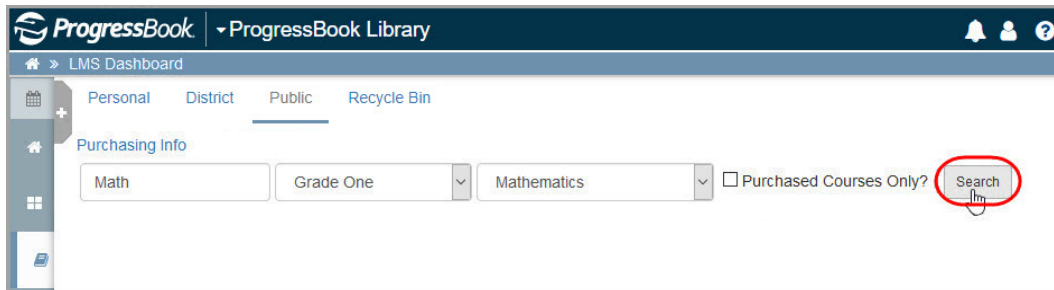 ProgressBook ProgressBook Library
» LMS Dashboard
Personal District Public Recycle Bin
Purchasing Info
Math Grade One Mathematics Purchased Courses Only? Search